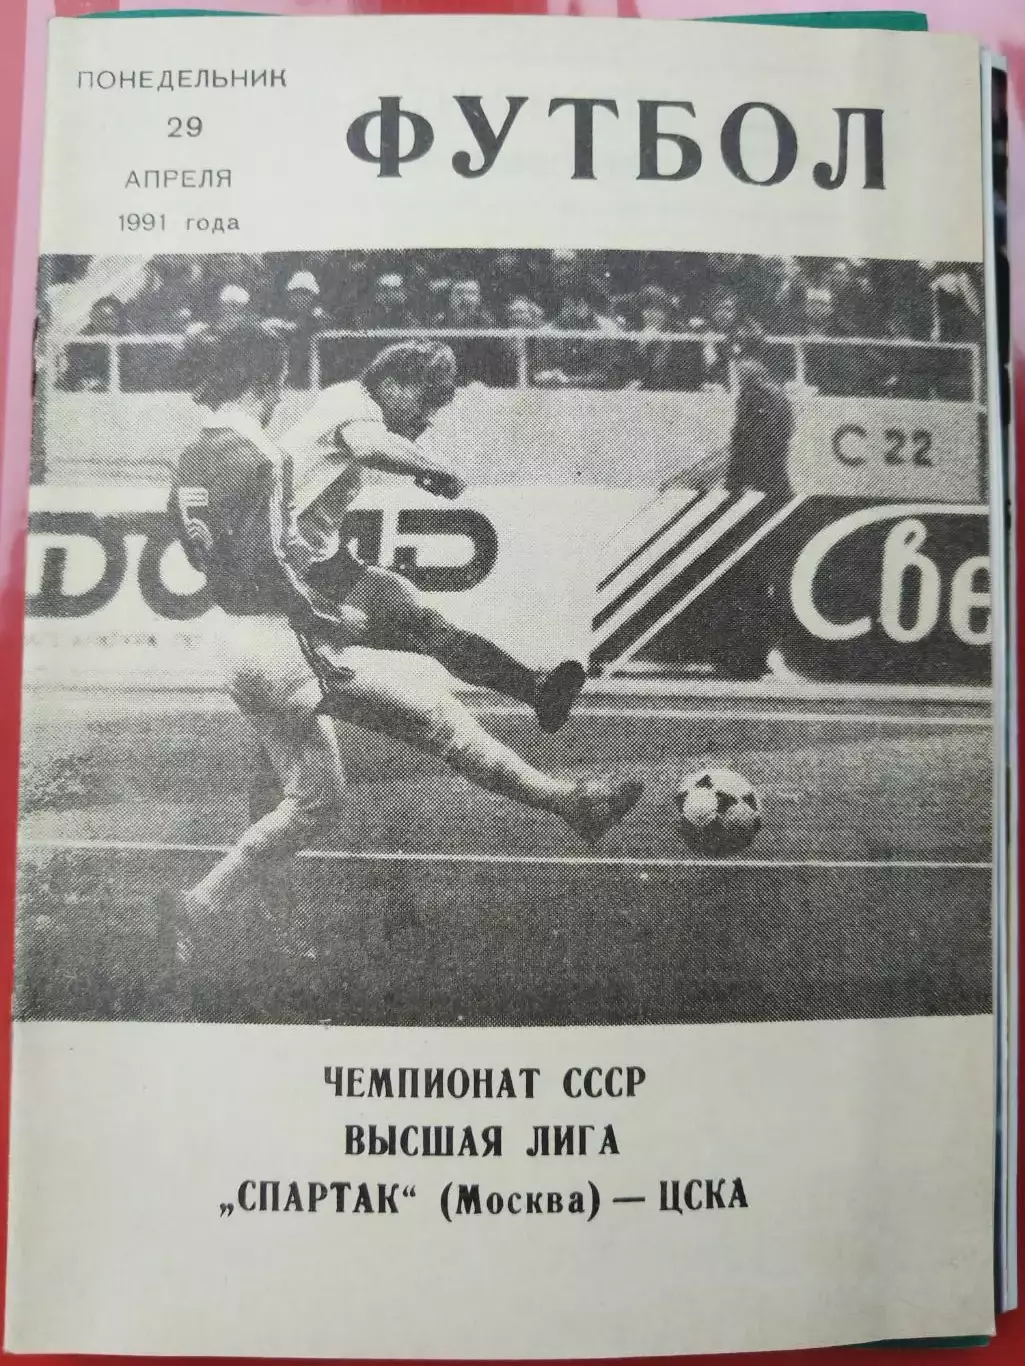 ПОНЕДЕЛЬНИК
29
АПРЕЛЯ
1991 года
ФУТБОЛ
С 22
Све
ЧЕМПИОНАТ СССР
ВЫСШАЯ ЛИГА
„СПАРТАК“ (Москва) — ЦСКА